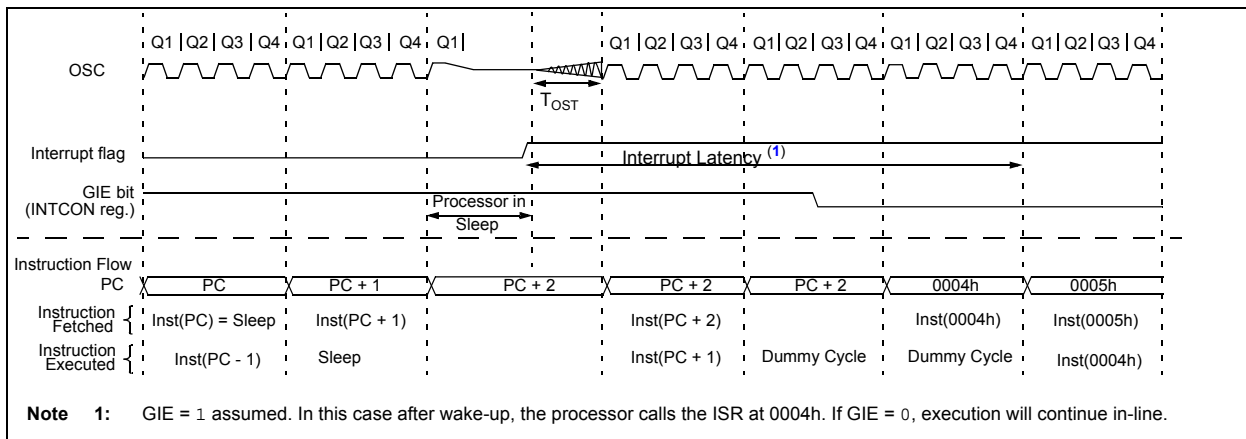 Q1 | Q2 | Q3 | Q4 Q1 | Q2 | Q3 | Q4 Q1 | Q1 | Q2 | Q3 | Q4 Q1 | Q2 | Q3 | Q4 Q1 | Q2 | Q3 | Q4 Q1 | Q2 | Q3 | Q4
OSC
TOST
Interrupt flag
Interrupt Latency (1)
GIE bit
(INTCON reg.)
Processor in
Sleep
Instruction Flow
PC PC PC + 1 PC + 2 PC + 2 PC + 2 0004h 0005h
Instruction
Fetched { Inst(PC) = Sleep Inst(PC + 1) Inst(PC + 2) Inst(0004h) Inst(0005h)
Instruction
Executed { Inst(PC - 1) Sleep Inst(PC + 1) Dummy Cycle Dummy Cycle Inst(0004h)
Note 1: GIE = 1 assumed. In this case after wake-up, the processor calls the ISR at 0004h. If GIE = 0, execution will continue in-line.